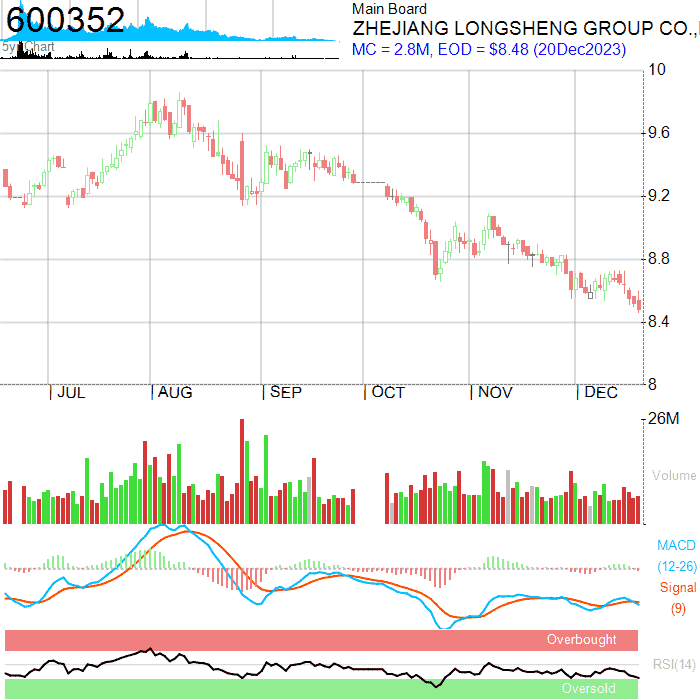 600352
5yr Chart
Main Board
ZHEJIANG LONGSHENG GROUP CO.,
MC = 2.8M, EOD = $8.48 (20Dec2023)
10
9.6
9.2
8.8
8.4
8
JUL
AUG
SEP
OCT
NOV
DEC
26M
Volume
MACD
(12-26)
Signal
(9)
Overbought
RSI(14)
Oversold